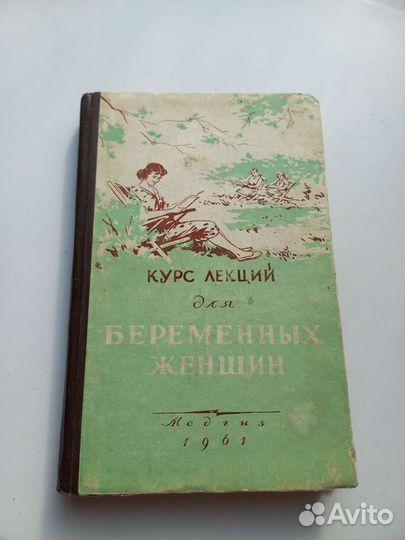 КУРС ЛЕКЦИЙ
для
БЕРЕМЕННЫХ
ЖЕНЩИН
Медгиз
1961
Avito